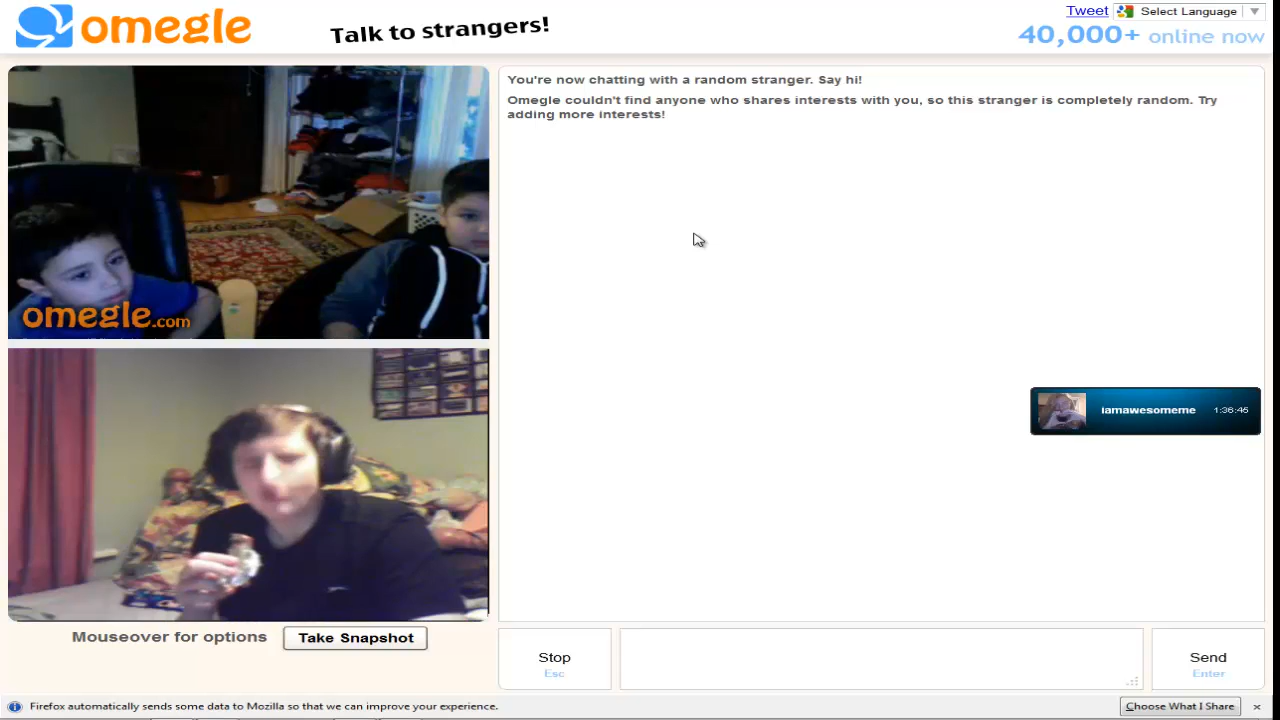 omegle
Talk to strangers!
Tweet
Select Language
40,000+ online now
You're now chatting with a random stranger. Say hi!
Omegle couldn't find anyone who shares interests with you, so this stranger is completely random. Try
adding more interests!
omegle.com
iamawesomeme 1:36:46
Mouseover for options
Take Snapshot
Stop
Esc
Send
Enter
Firefox automatically sends some data to Mozilla so that we can improve your experience.
Choose What I Share